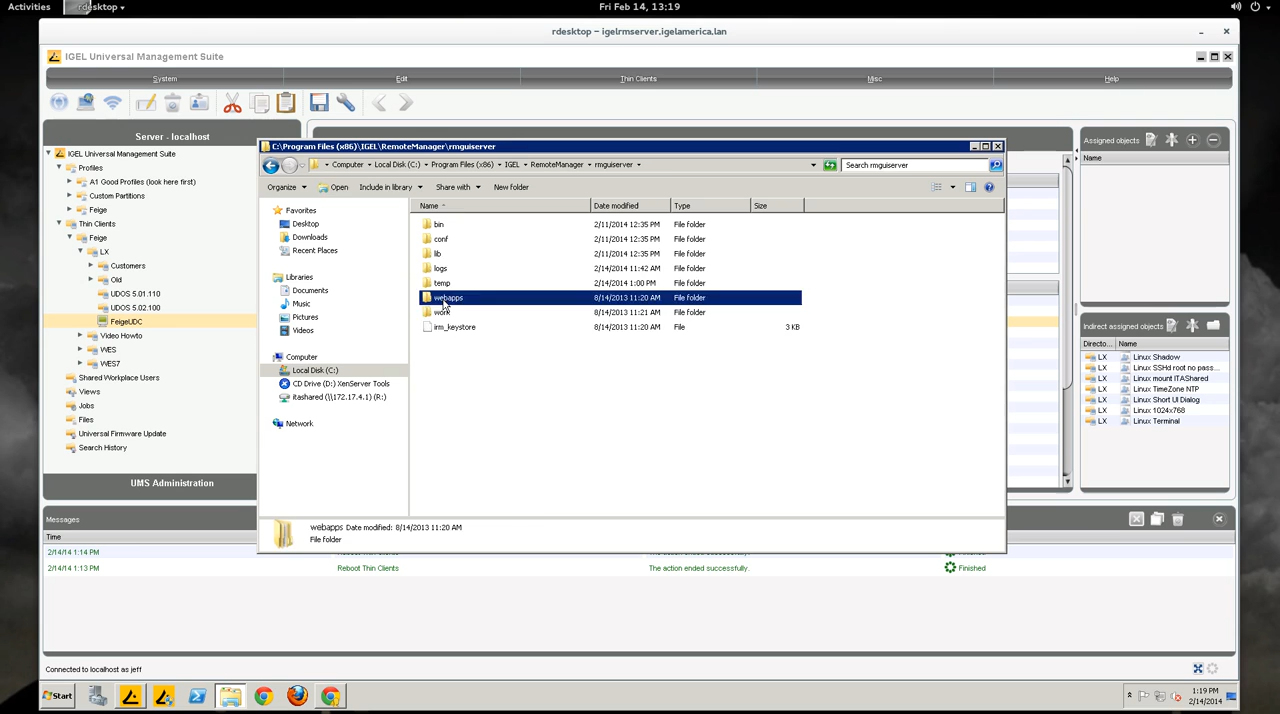 Activities
rdesktop
Fri Feb 14, 13:19
rdesktop – igelrmserver.igelamerica.lan
IGEL Universal Management Suite
System
Edit
Thin Clients
Misc
Help
Server - localhost
IGEL Universal Management Suite
Profiles
A1 Good Profiles (look here first)
Custom Partitions
Feige
Thin Clients
Feige
LX
Customers
Old
UDOS 5.01.110
UDOS 5.02.100
FeigeUDC
Video Howto
WES
WES7
Shared Workplace Users
Views
Jobs
Files
Universal Firmware Update
Search History
UMS Administration
C:\Program Files (x86)\IGEL\RemoteManager\rmguiserver
Computer
Local Disk (C:)
Program Files (x86)
IGEL
RemoteManager
rmguiserver
Search rmguiserver
Organize
Open
Include in library
Share with
New folder
Favorites
Desktop
Downloads
Recent Places
Libraries
Documents
Music
Pictures
Videos
Computer
Local Disk (C:)
CD Drive (D:) XenServer Tools
itashared (\\172.17.4.1) (R:)
Network
Name
Date modified
Type
Size
bin 2/11/2014 12:35 PM File folder
conf 2/11/2014 12:35 PM File folder
lib 2/11/2014 12:35 PM File folder
logs 2/14/2014 11:42 AM File folder
temp 2/14/2014 1:00 PM File folder
webapps 8/14/2013 11:20 AM File folder
work 8/14/2013 11:21 AM File folder
irm_keystore 8/14/2013 11:20 AM File 3 KB
webapps Date modified: 8/14/2013 11:20 AM
File folder
Assigned objects
Name
Indirect assigned objects
Directo...
Name
LX Linux Shadow
LX Linux SSHd root no pass...
LX Linux mount ITAShared
LX Linux TimeZone NTP
LX Linux Short UI Dialog
LX Linux 1024x768
LX Linux Terminal
Messages
Time
2/14/14 1:14 PM Reboot Thin Clients The action ended successfully. Finished
2/14/14 1:13 PM Reboot Thin Clients The action ended successfully. Finished
Connected to localhost as jeff
Start
1:19 PM
2/14/2014